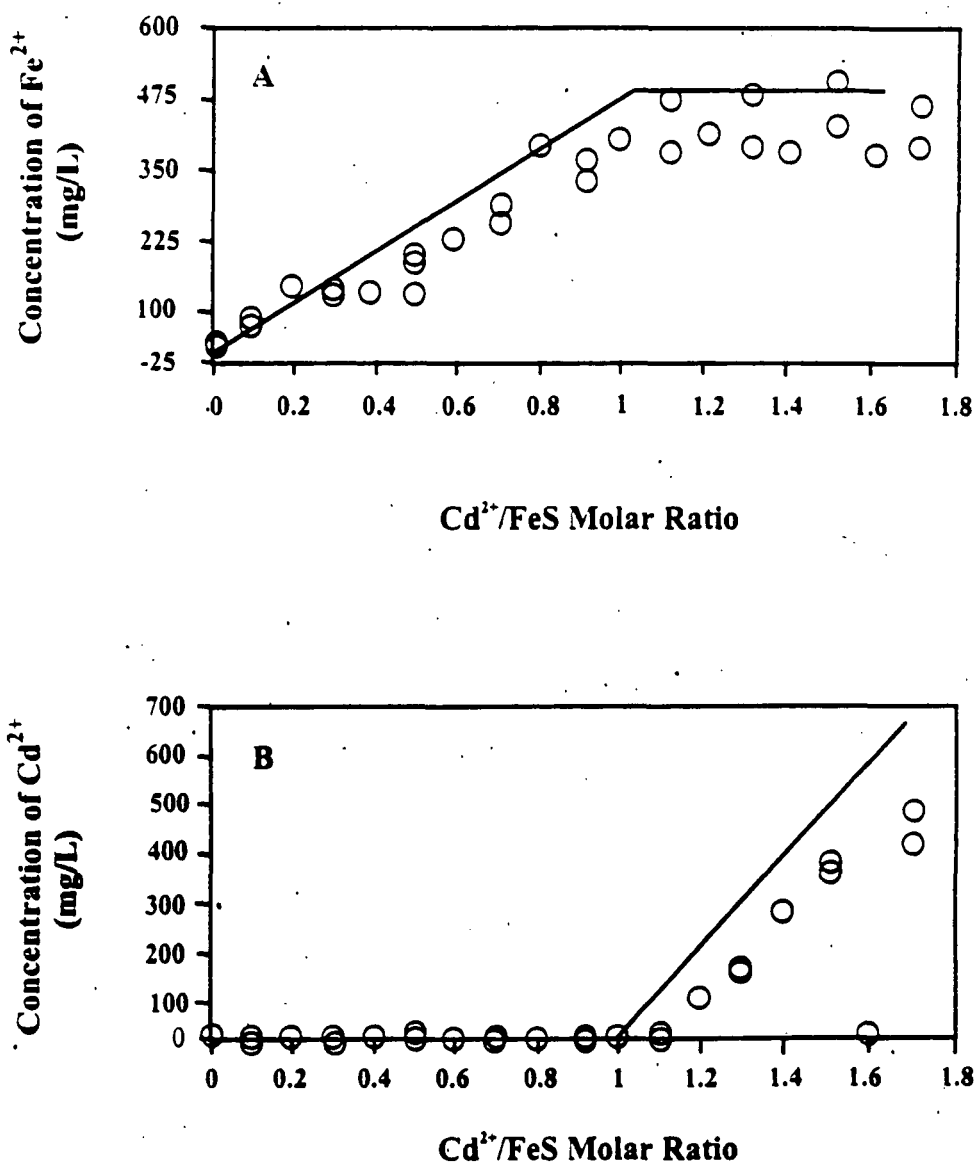 Concentration of Fe²⁺
(mg/L)
A
600
475
350
225
100
-25
0 0.2 0.4 0.6 0.8 1 1.2 1.4 1.6 1.8
Cd²⁺/FeS Molar Ratio
Concentration of Cd²⁺
(mg/L)
B
700
600
500
400
300
200
100
0
0 0.2 0.4 0.6 0.8 1 1.2 1.4 1.6 1.8
Cd²⁺/FeS Molar Ratio